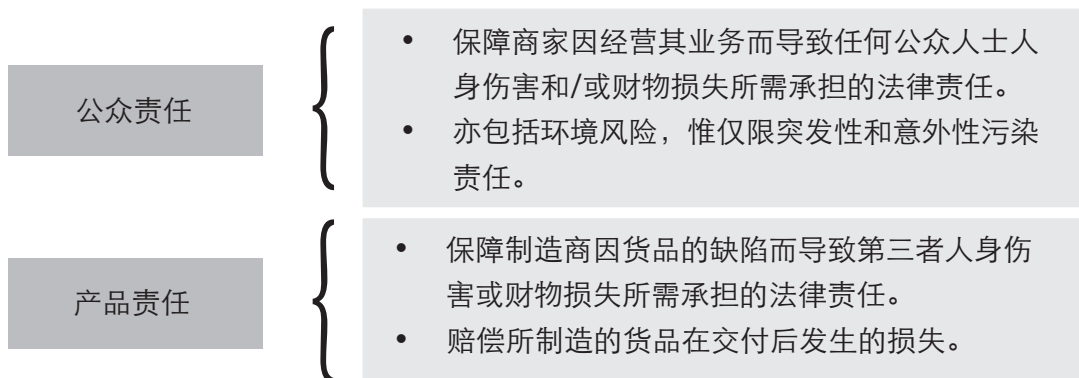 公众责任
• 保障商家因经营其业务而导致任何公众人士人
身伤害和/或财物损失所需承担的法律责任。
• 亦包括环境风险，惟仅限突发性和意外性污染
责任。
产品责任
• 保障制造商因货品的缺陷而导致第三者人身伤
害或财物损失所需承担的法律责任。
• 赔偿所制造的货品在交付后发生的损失。